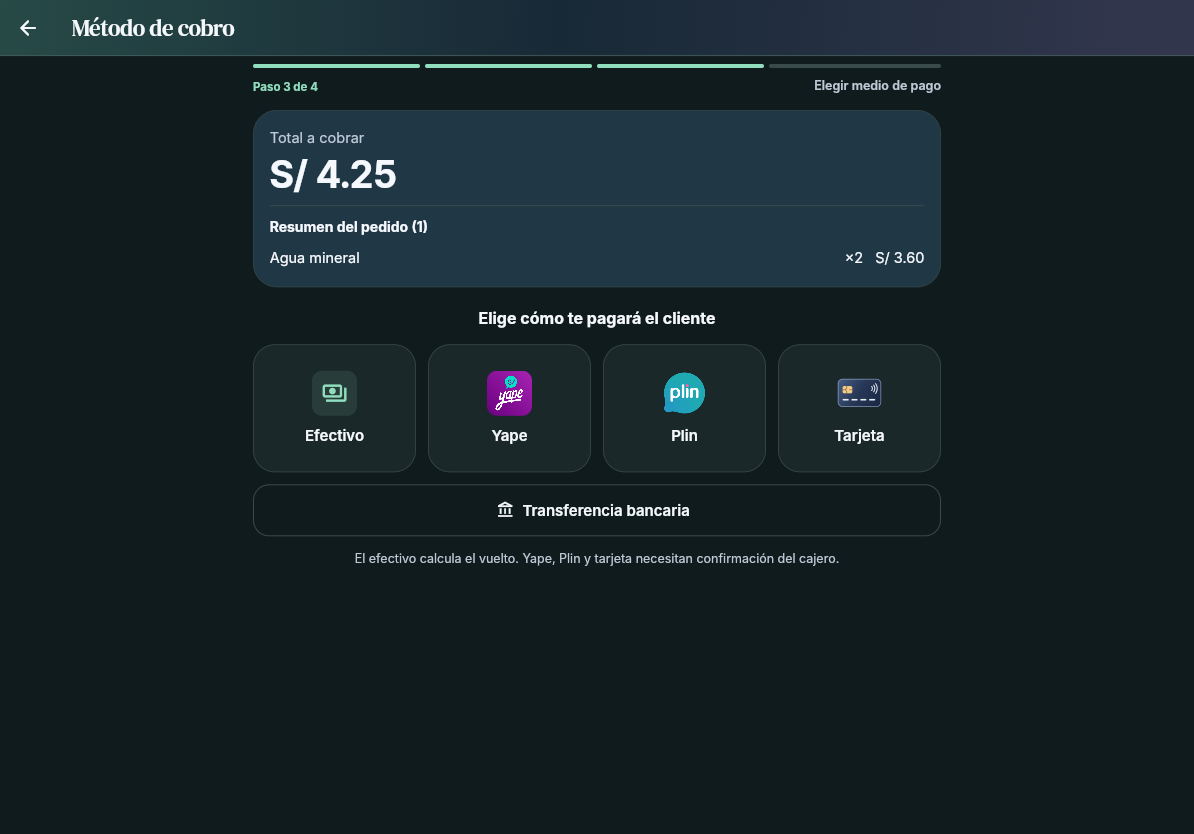 Método de cobro
Paso 3 de 4
Elegir medio de pago
Total a cobrar
S/ 4.25
Resumen del pedido (1)
Agua mineral ×2 S/ 3.60
Elige cómo te pagará el cliente
yape
plin
Efectivo
Yape
Plin
Tarjeta
Transferencia bancaria
El efectivo calcula el vuelto. Yape, Plin y tarjeta necesitan confirmación del cajero.